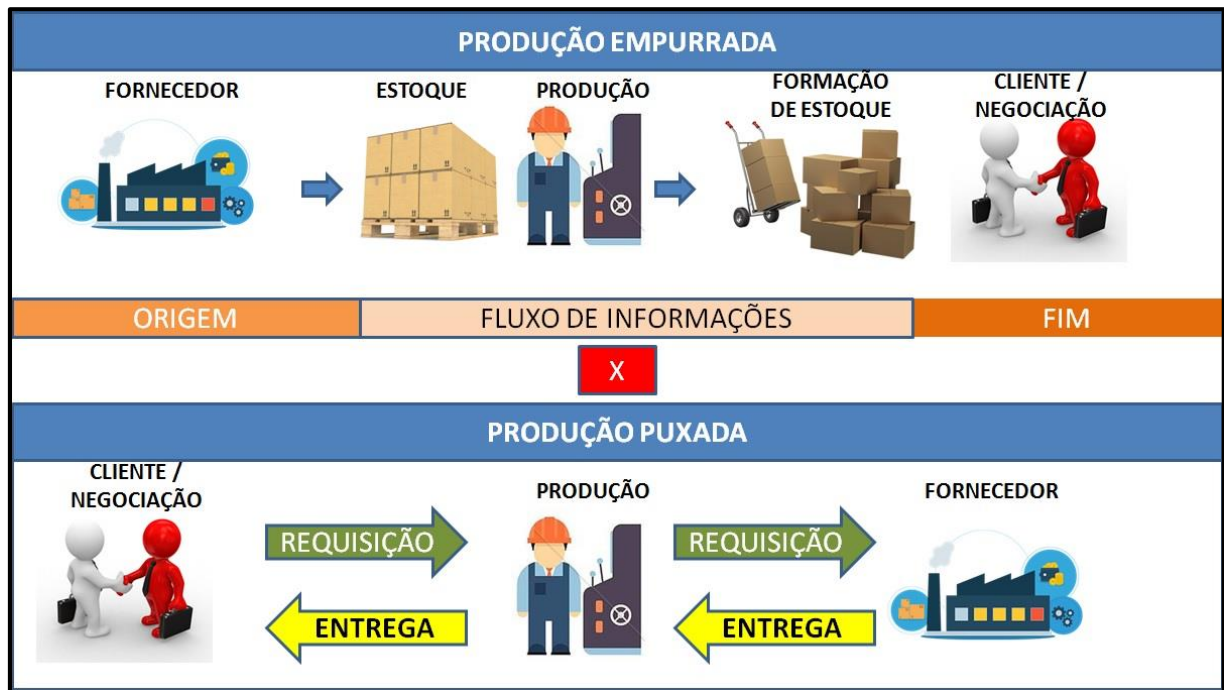 PRODUÇÃO EMPURRADA
FORNECEDOR
ESTOQUE
PRODUÇÃO
FORMAÇÃO
DE ESTOQUE
CLIENTE /
NEGOCIAÇÃO
ORIGEM
FLUXO DE INFORMAÇÕES
FIM
X
PRODUÇÃO PUXADA
CLIENTE /
NEGOCIAÇÃO
PRODUÇÃO
FORNECEDOR
REQUISIÇÃO
REQUISIÇÃO
ENTREGA
ENTREGA